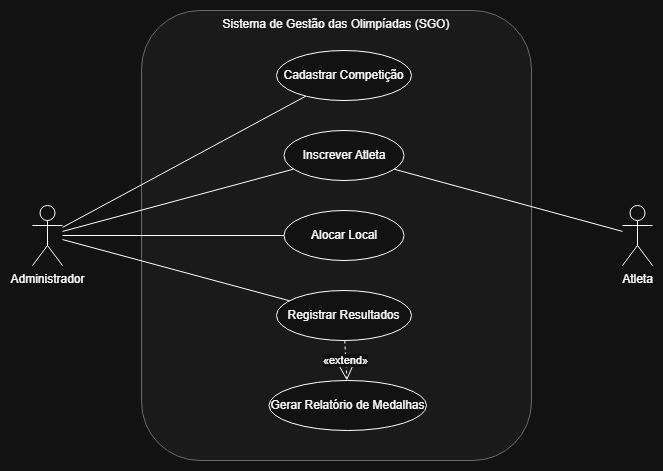 Sistema de Gestão das Olimpíadas (SGO)
Cadastrar Competição
Inscrever Atleta
Alocar Local
Administrador
Atleta
Registrar Resultados
«extend»
Gerar Relatório de Medalhas